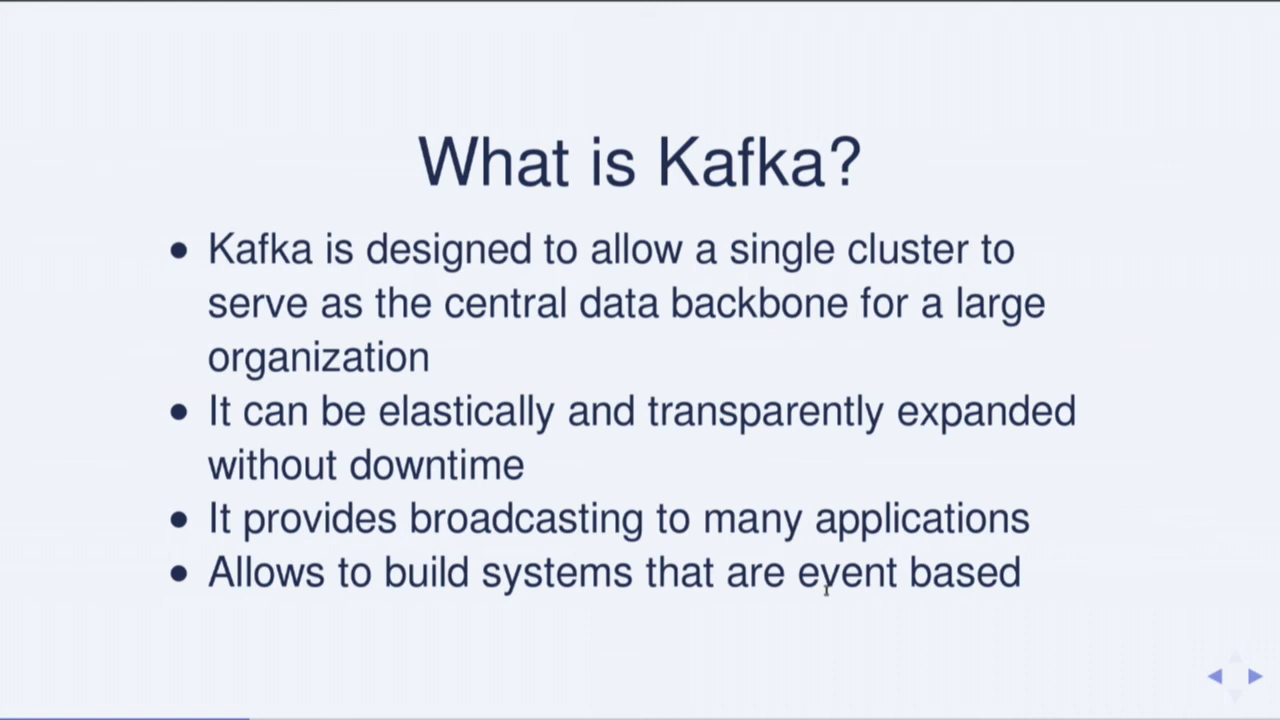 What is Kafka?
• Kafka is designed to allow a single cluster to
serve as the central data backbone for a large
organization
• It can be elastically and transparently expanded
without downtime
• It provides broadcasting to many applications
• Allows to build systems that are event based